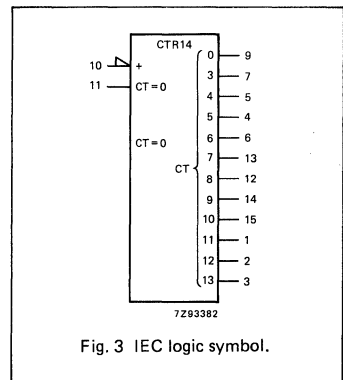 CTR14
0 9
10 +
3 7
11 CT=0
4 5
5 4
CT=0
6 6
7 13
CT
8 12
9 14
10 15
11 1
12 2
13 3
7Z93382
Fig. 3 IEC logic symbol.